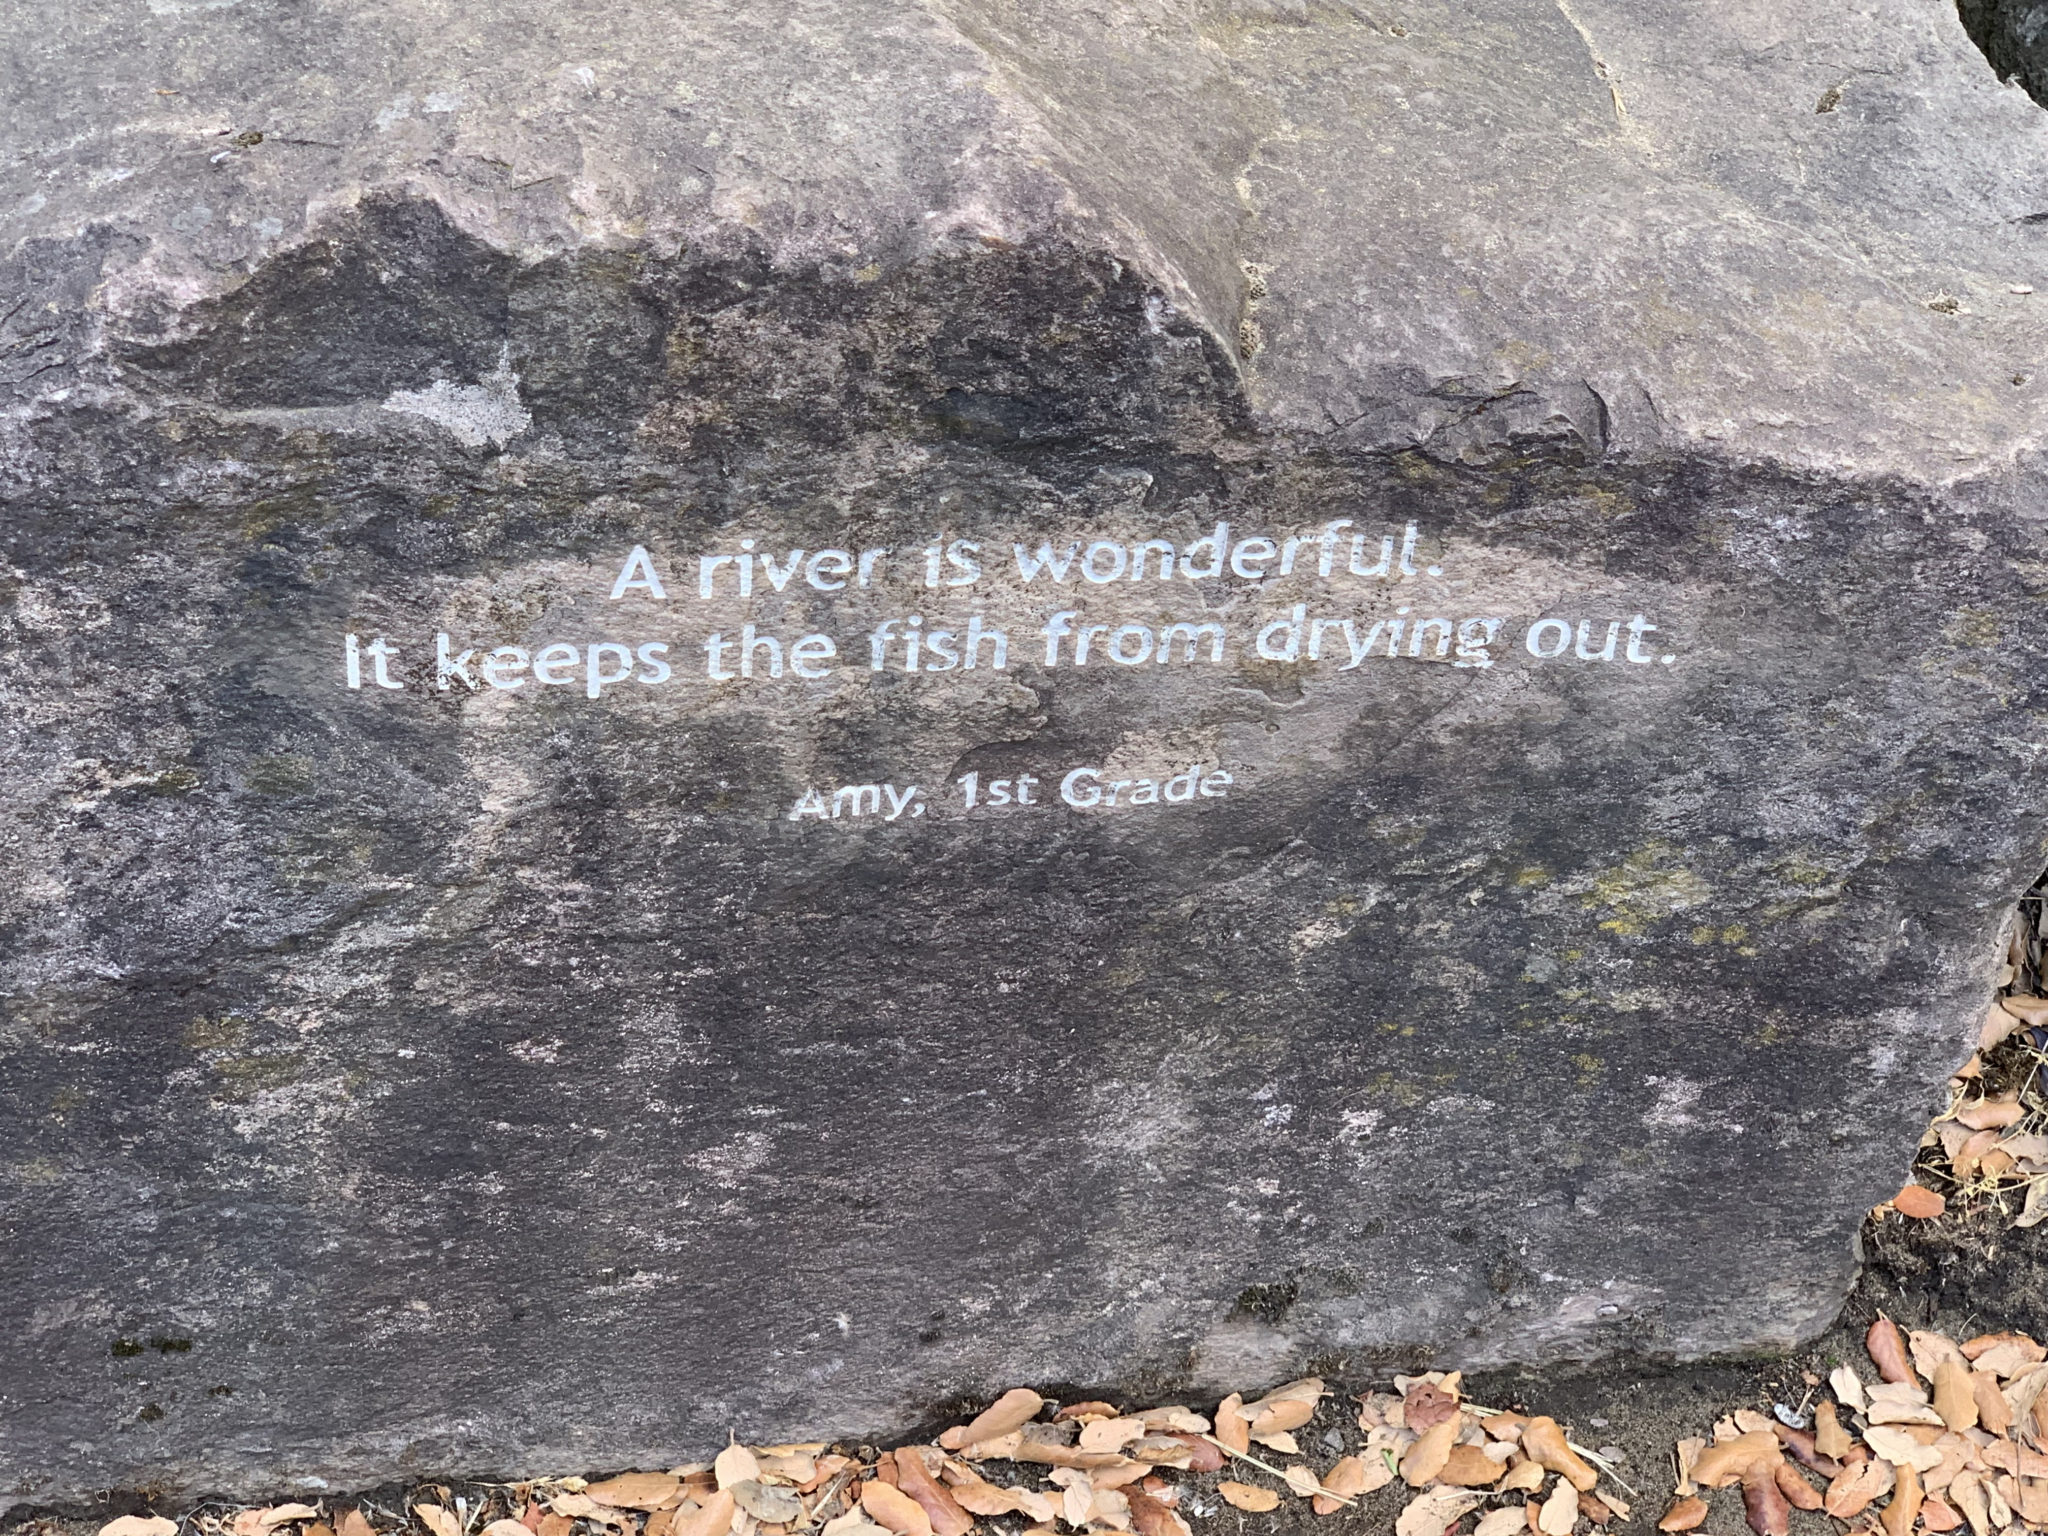 A river is wonderful.
It keeps the fish from drying out.
Amy, 1st Grade